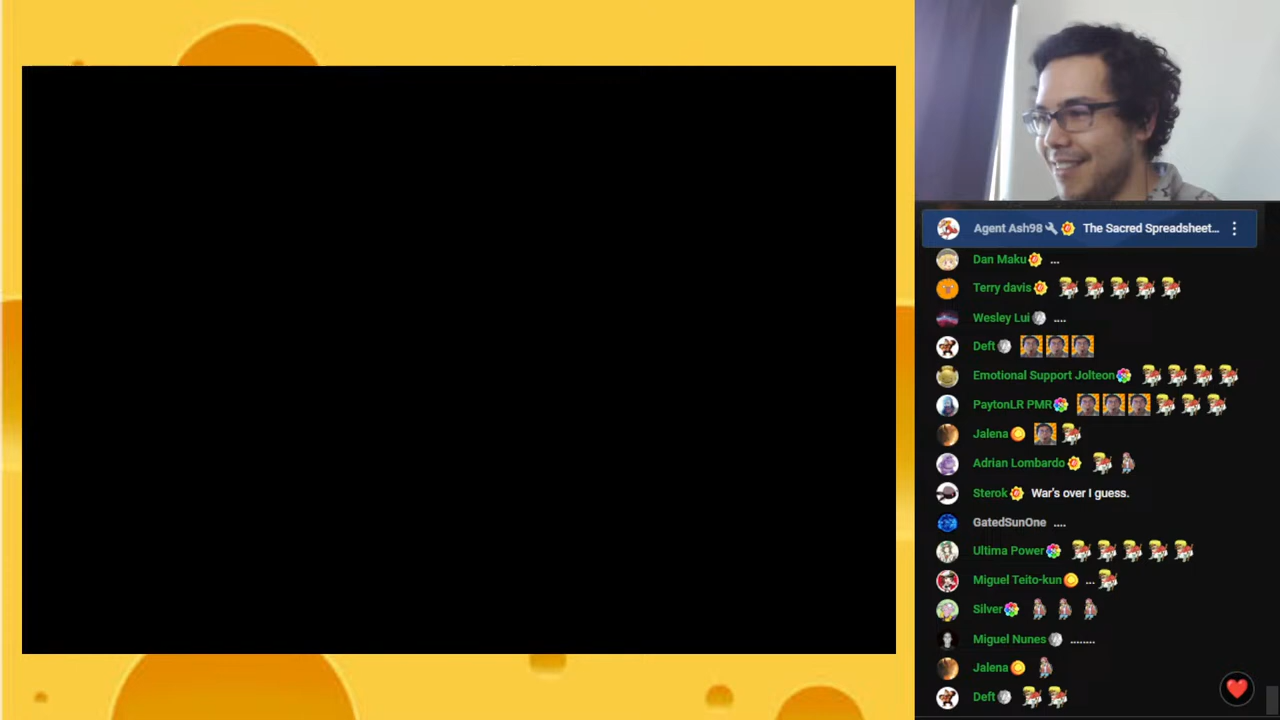 Agent Ash98 The Sacred Spreadsheet...
Dan Maku ...
Terry davis
Wesley Lui ....
Deft
Emotional Support Jolteon
PaytonLR PMR
Jalena
Adrian Lombardo
Sterok War's over I guess.
GatedSunOne ....
Ultima Power
Miguel Teito-kun ...
Silver
Miguel Nunes ........
Jalena
Deft